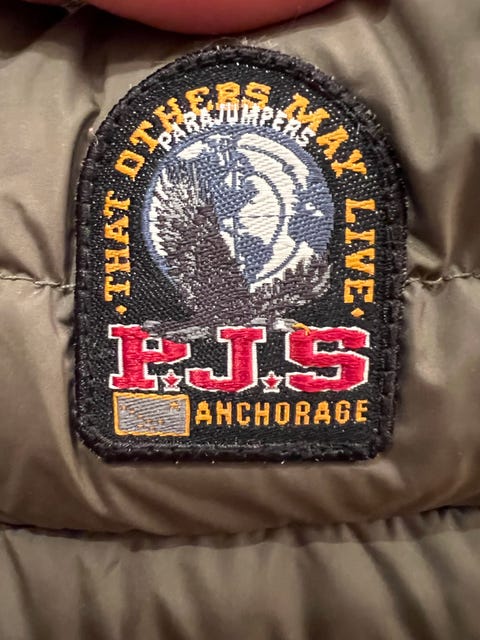 THAT OTHERS MAY LIVE
PARAJUMPERS
P.J.S
ANCHORAGE